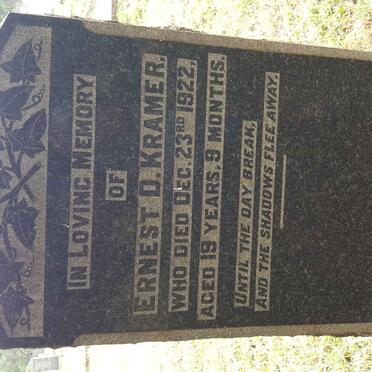 IN LOVING MEMORY
OF
ERNEST D. KRAMER,
WHO DIED DEC. 23RD 1922,
AGED 19 YEARS, 9 MONTHS.
UNTIL THE DAY BREAK,
AND THE SHADOWS FLEE AWAY.